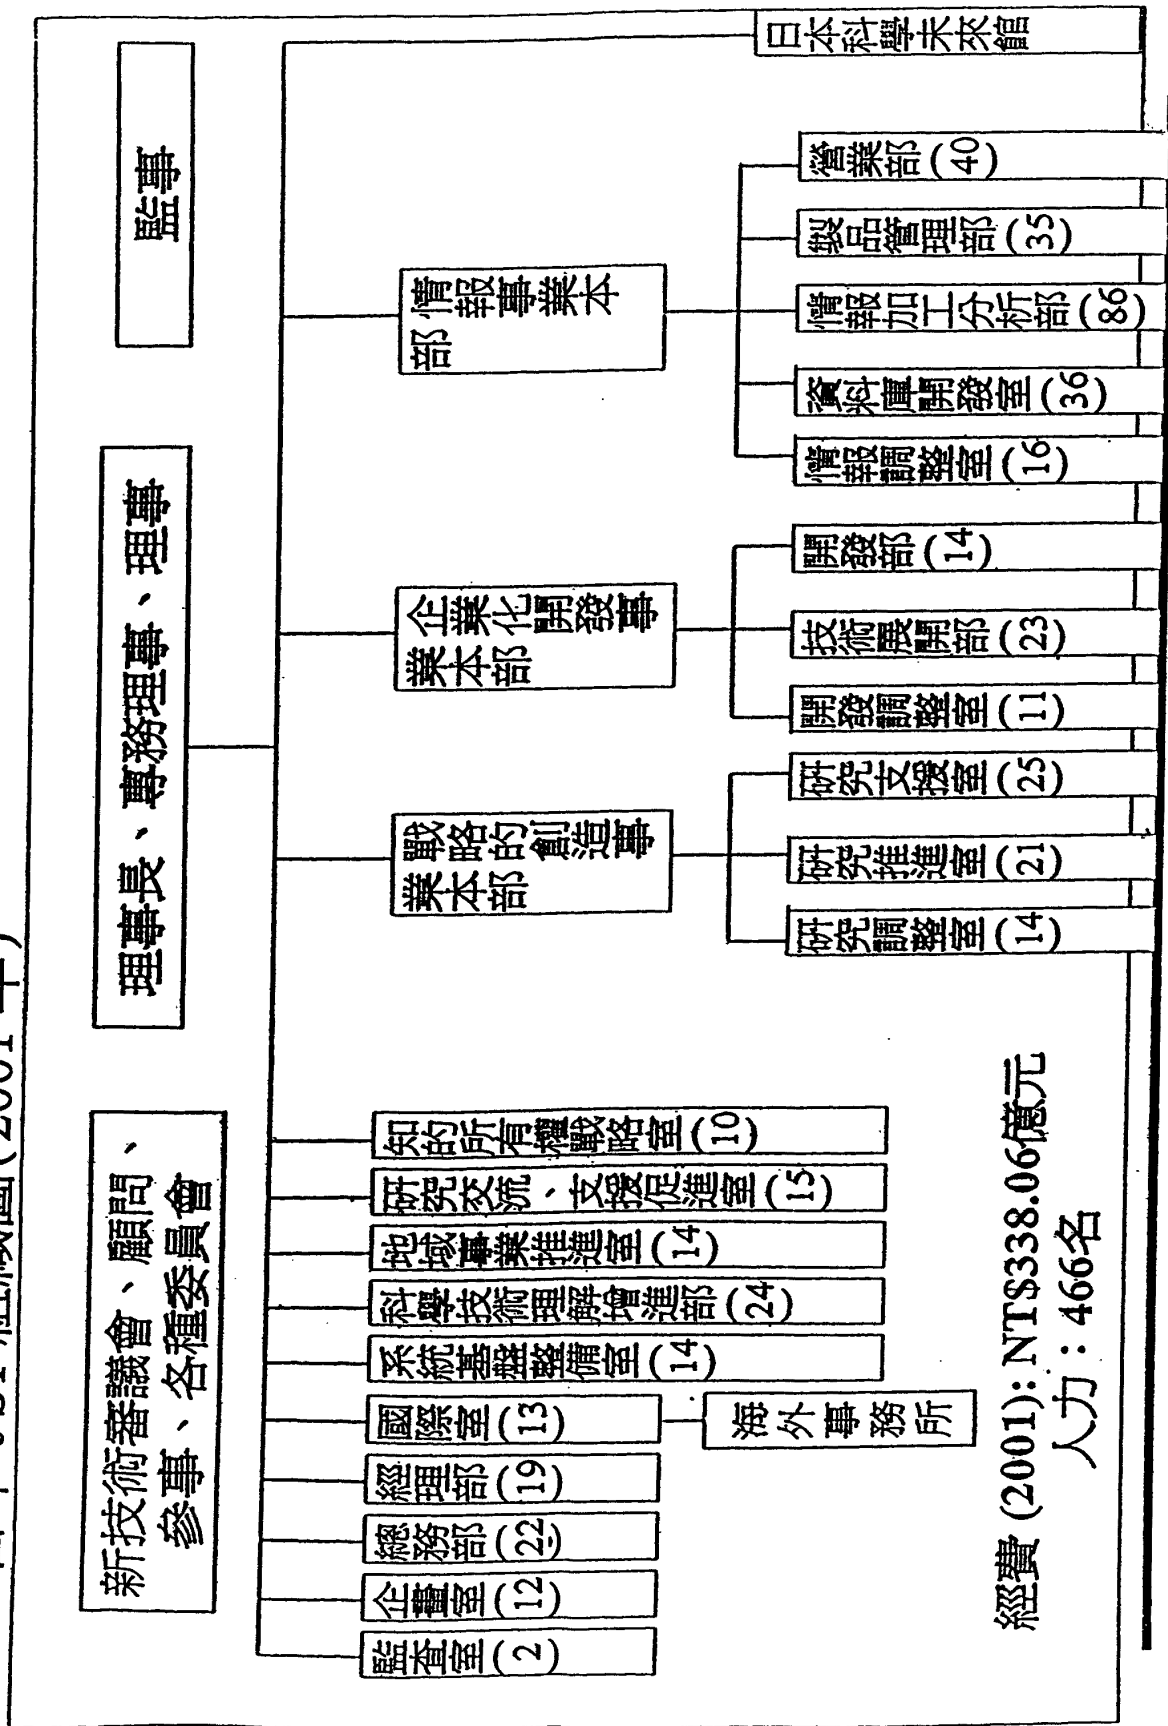 JST 組織圖(2001 年)
新技術審議會、顧問、
參事、各種委員會
理事長、專務理事、理事
監事
監查室(2)
企畫室(12)
總務部(22)
經理部(19)
國際室(13)
海外事務所
系統基盤整備室(14)
科學技術理解增進部(24)
地域事業推進室(14)
研究交流、支援促進室(15)
知的所有權戰略室(10)
戰略的創造事
業本部
研究調整室(14)
研究推進室(21)
研究支援室(25)
企業化開發事
業本部
開發調整室(11)
技術展開部(23)
開發部(14)
情報事業本
部
情報調整室(16)
資料庫開發室(36)
情報加工分析部(86)
製品管理部(35)
營業部(40)
日本科學未來館
經費 (2001): NT$338.06億元
人力:466名